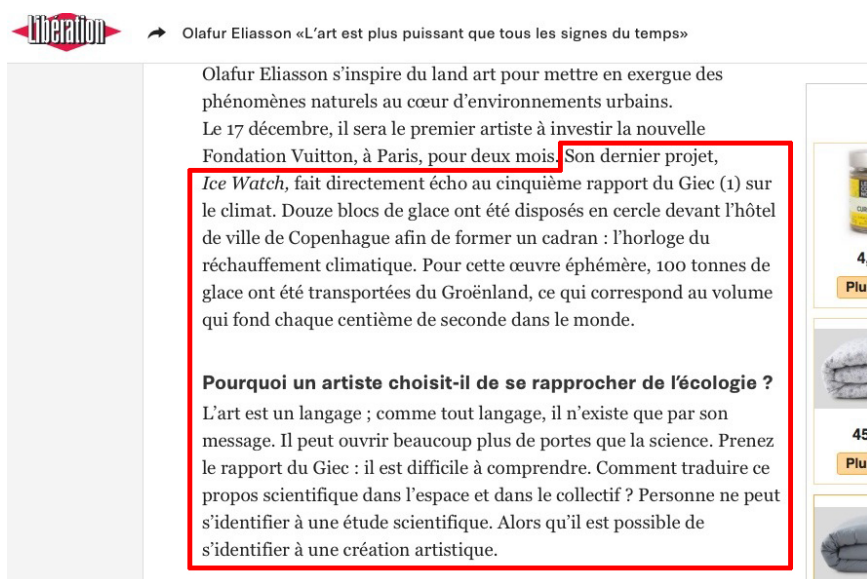 Libération
Olafur Eliasson «L’art est plus puissant que tous les signes du temps»
Olafur Eliasson s’inspire du land art pour mettre en exergue des
phénomènes naturels au cœur d’environnements urbains.
Le 17 décembre, il sera le premier artiste à investir la nouvelle
Fondation Vuitton, à Paris, pour deux mois. Son dernier projet,
Ice Watch, fait directement écho au cinquième rapport du Giec (1) sur
le climat. Douze blocs de glace ont été disposés en cercle devant l’hôtel
de ville de Copenhague afin de former un cadran : l’horloge du
réchauffement climatique. Pour cette œuvre éphémère, 100 tonnes de
glace ont été transportées du Groënland, ce qui correspond au volume
qui fond chaque centième de seconde dans le monde.
Pourquoi un artiste choisit-il de se rapprocher de l’écologie ?
L’art est un langage ; comme tout langage, il n’existe que par son
message. Il peut ouvrir beaucoup plus de portes que la science. Prenez
le rapport du Giec : il est difficile à comprendre. Comment traduire ce
propos scientifique dans l’espace et dans le collectif ? Personne ne peut
s’identifier à une étude scientifique. Alors qu’il est possible de
s’identifier à une création artistique.
4,
Plu
45
Plu